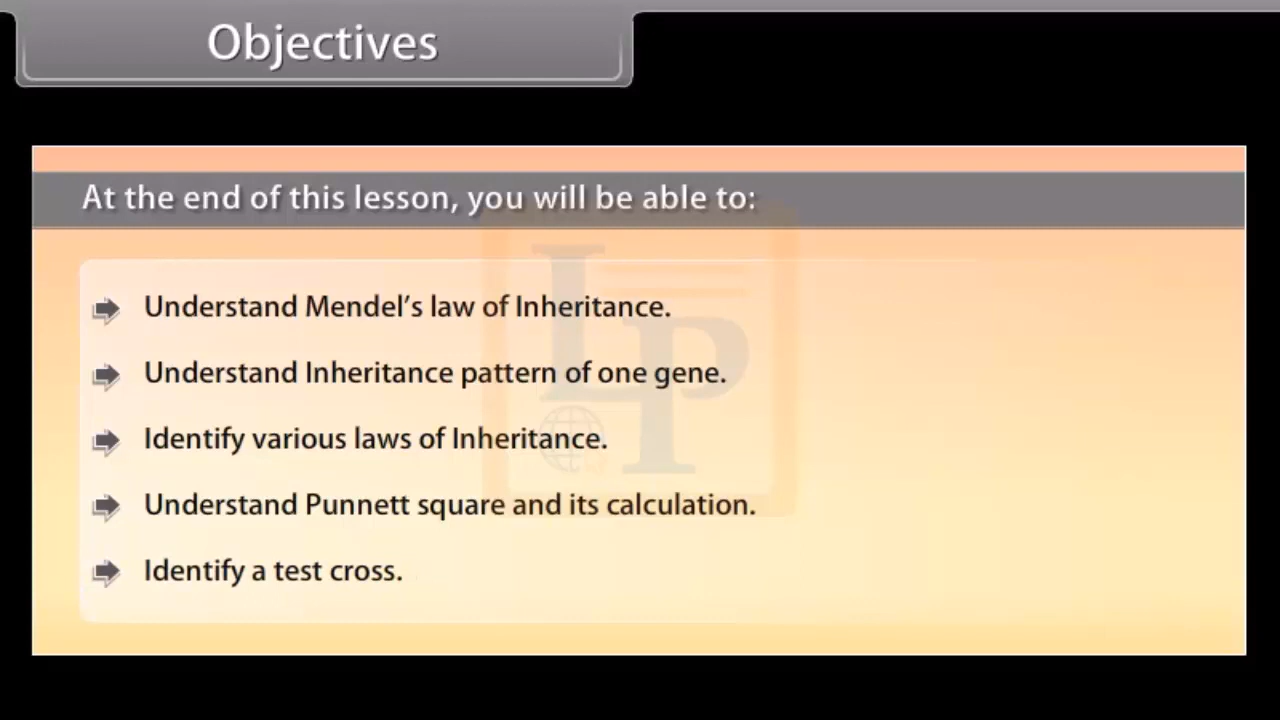 Objectives
At the end of this lesson, you will be able to:
Understand Mendel's law of Inheritance.
Understand Inheritance pattern of one gene.
Identify various laws of Inheritance.
Understand Punnett square and its calculation.
Identify a test cross.
LP